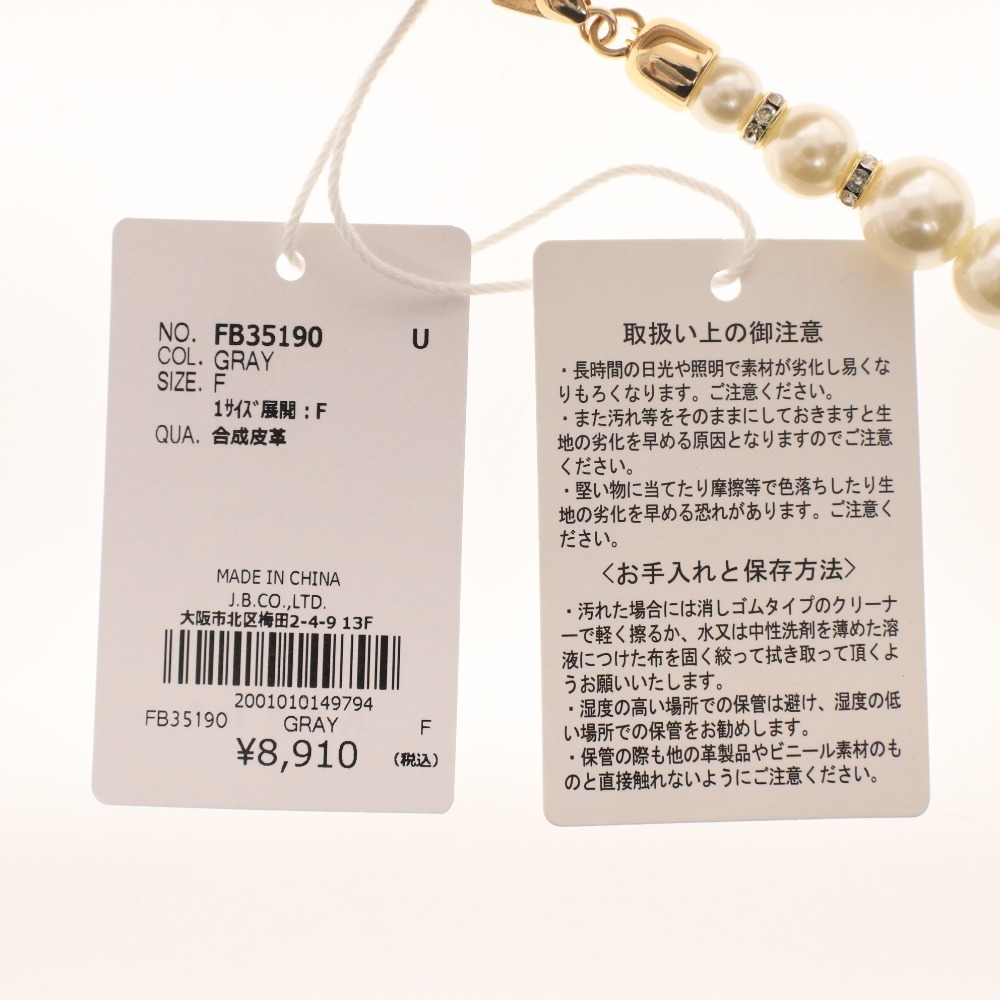 NO. FB35190 U
COL. GRAY
SIZE. F
1ｻｲｽﾞ展開：F
QUA. 合成皮革
MADE IN CHINA
J.B.CO.,LTD.
大阪市北区梅田2-4-9 13F
2001010149794
FB35190 GRAY F
¥8,910 (税込)
取扱い上の御注意
・長時間の日光や照明で素材が劣化し易くな
りもろくなります。ご注意ください。
・また汚れ等をそのままにしておきますと生
地の劣化を早める原因となりますのでご注意
ください。
・堅い物に当てたり摩擦等で色落ちしたり生
地の劣化を早める恐れがあります。ご注意く
ださい。
〈お手入れと保存方法〉
・汚れた場合には消しゴムタイプのクリーナ
ーで軽く擦るか、水又は中性洗剤を薄めた溶
液につけた布を固く絞って拭き取って頂くよ
うお願いいたします。
・湿度の高い場所での保管は避け、湿度の低
い場所での保管をお勧めします。
・保管の際も他の革製品やビニール素材のも
のと直接触れないようにご注意ください。